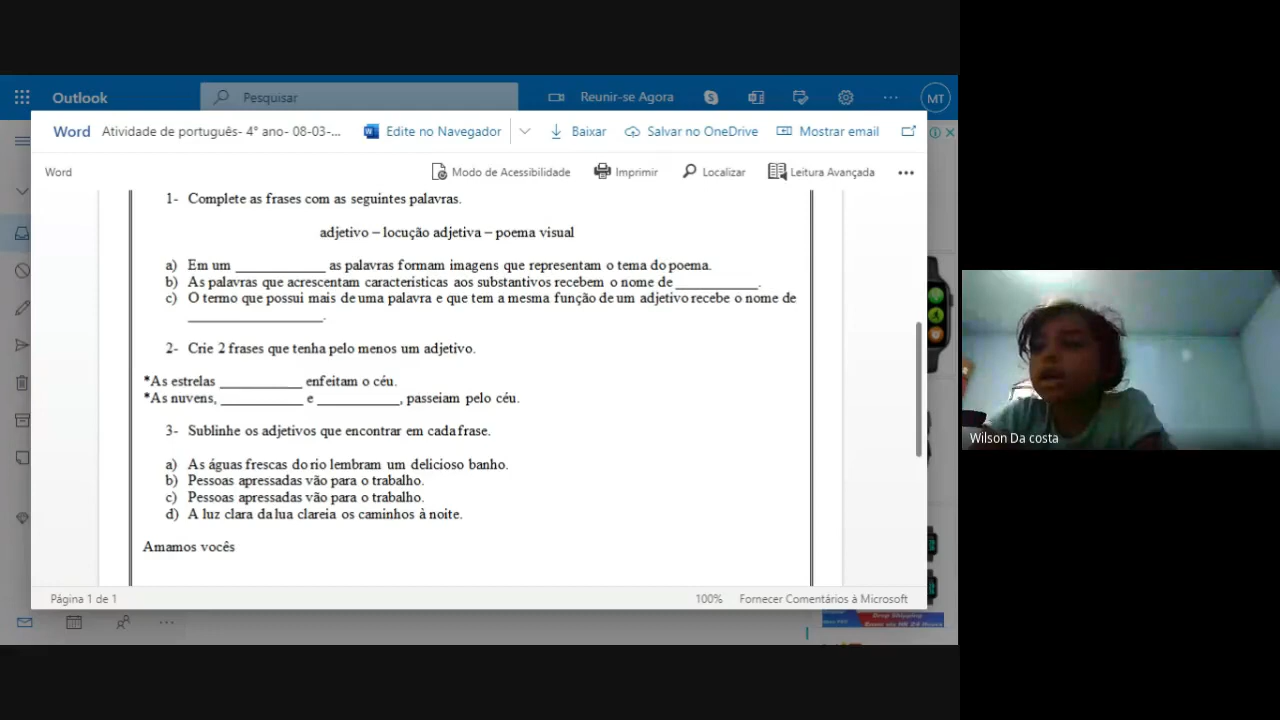 Outlook
Pesquisar
Reunir-se Agora
MT
Word
Atividade de português- 4° ano- 08-03-...
Edite no Navegador
Baixar
Salvar no OneDrive
Mostrar email
Word
Modo de Acessibilidade
Imprimir
Localizar
Leitura Avançada
1- Complete as frases com as seguintes palavras.
adjetivo – locução adjetiva – poema visual
a) Em um ____________ as palavras formam imagens que representam o tema do poema.
b) As palavras que acrescentam características aos substantivos recebem o nome de ___________.
c) O termo que possui mais de uma palavra e que tem a mesma função de um adjetivo recebe o nome de
__________________.
2- Crie 2 frases que tenha pelo menos um adjetivo.
*As estrelas ___________ enfeitam o céu.
*As nuvens, ___________ e ___________, passeiam pelo céu.
3- Sublinhe os adjetivos que encontrar em cada frase.
a) As águas frescas do rio lembram um delicioso banho.
b) Pessoas apressadas vão para o trabalho.
c) Pessoas apressadas vão para o trabalho.
d) A luz clara da lua clareia os caminhos à noite.
Amamos vocês
Página 1 de 1
100%
Fornecer Comentários à Microsoft
Wilson Da costa